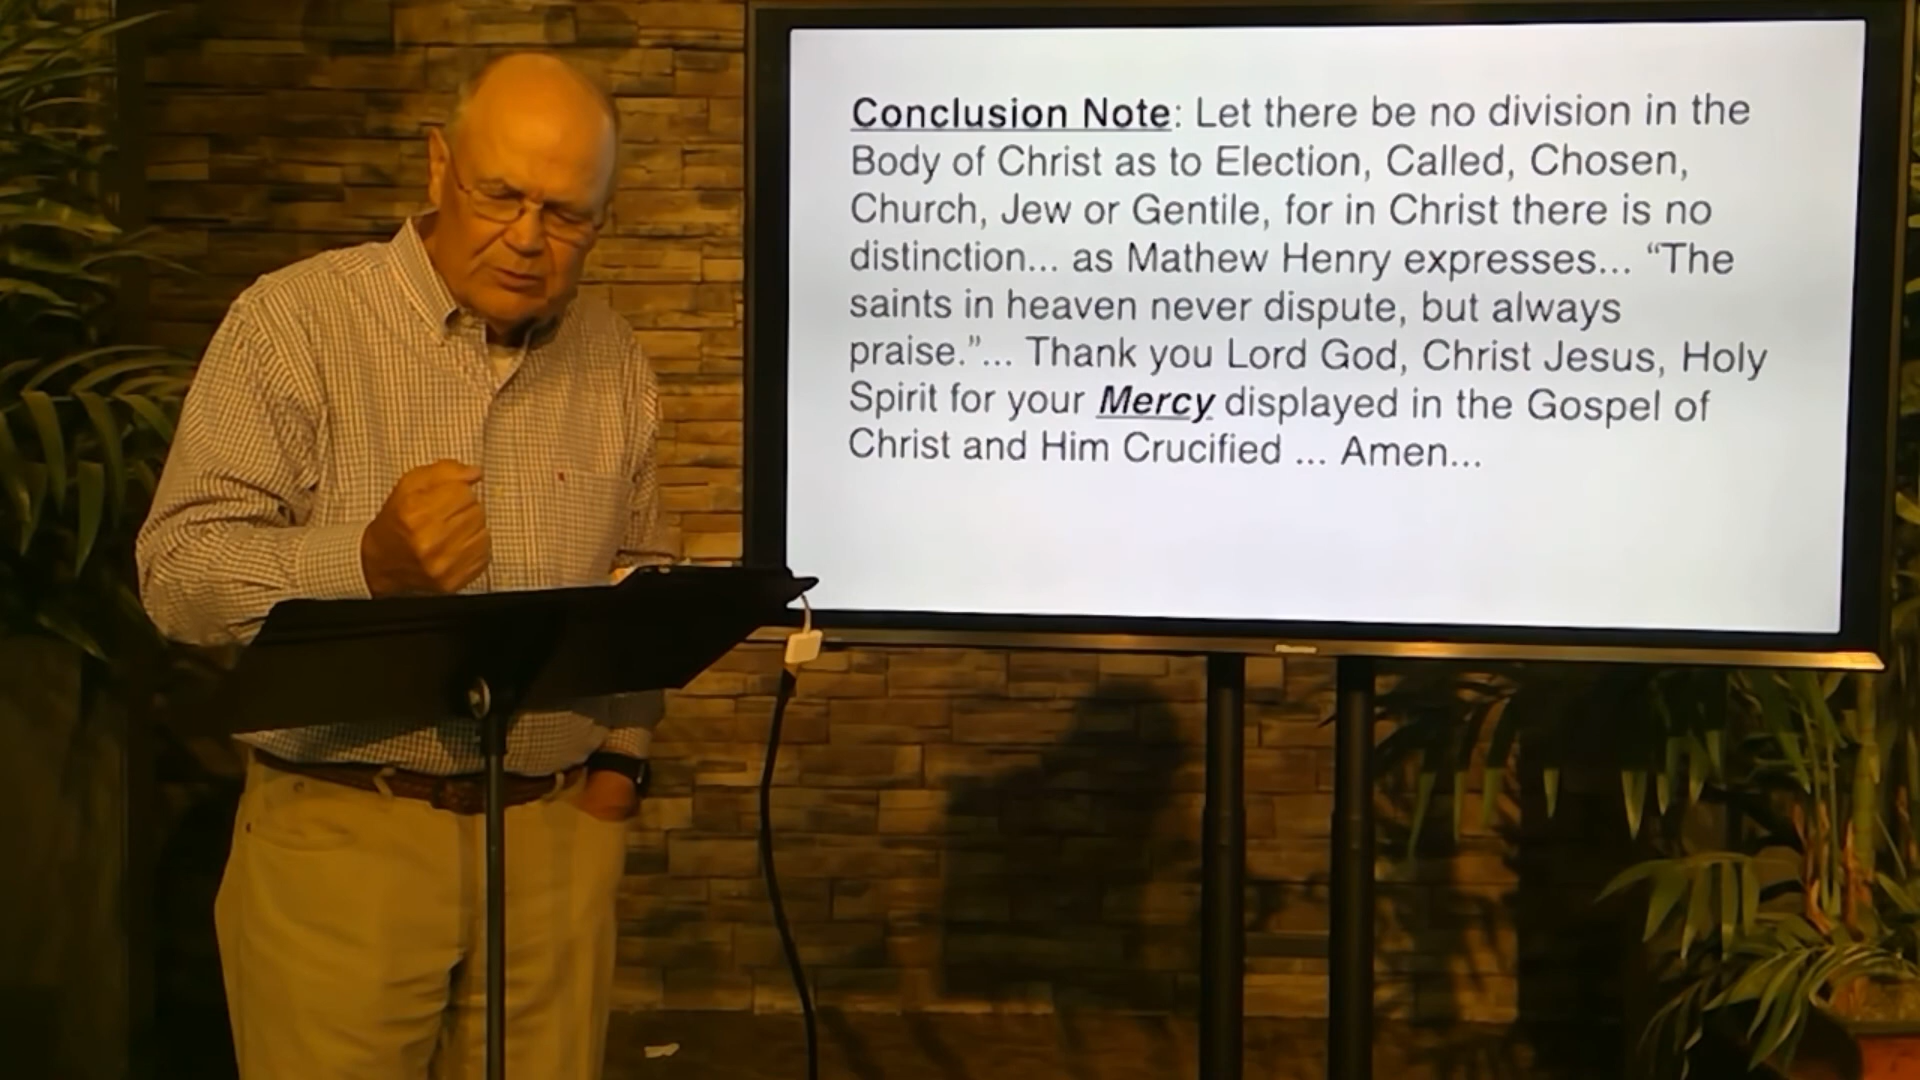 Conclusion Note: Let there be no division in the
Body of Christ as to Election, Called, Chosen,
Church, Jew or Gentile, for in Christ there is no
distinction... as Mathew Henry expresses... “The
saints in heaven never dispute, but always
praise.”... Thank you Lord God, Christ Jesus, Holy
Spirit for your Mercy displayed in the Gospel of
Christ and Him Crucified ... Amen...